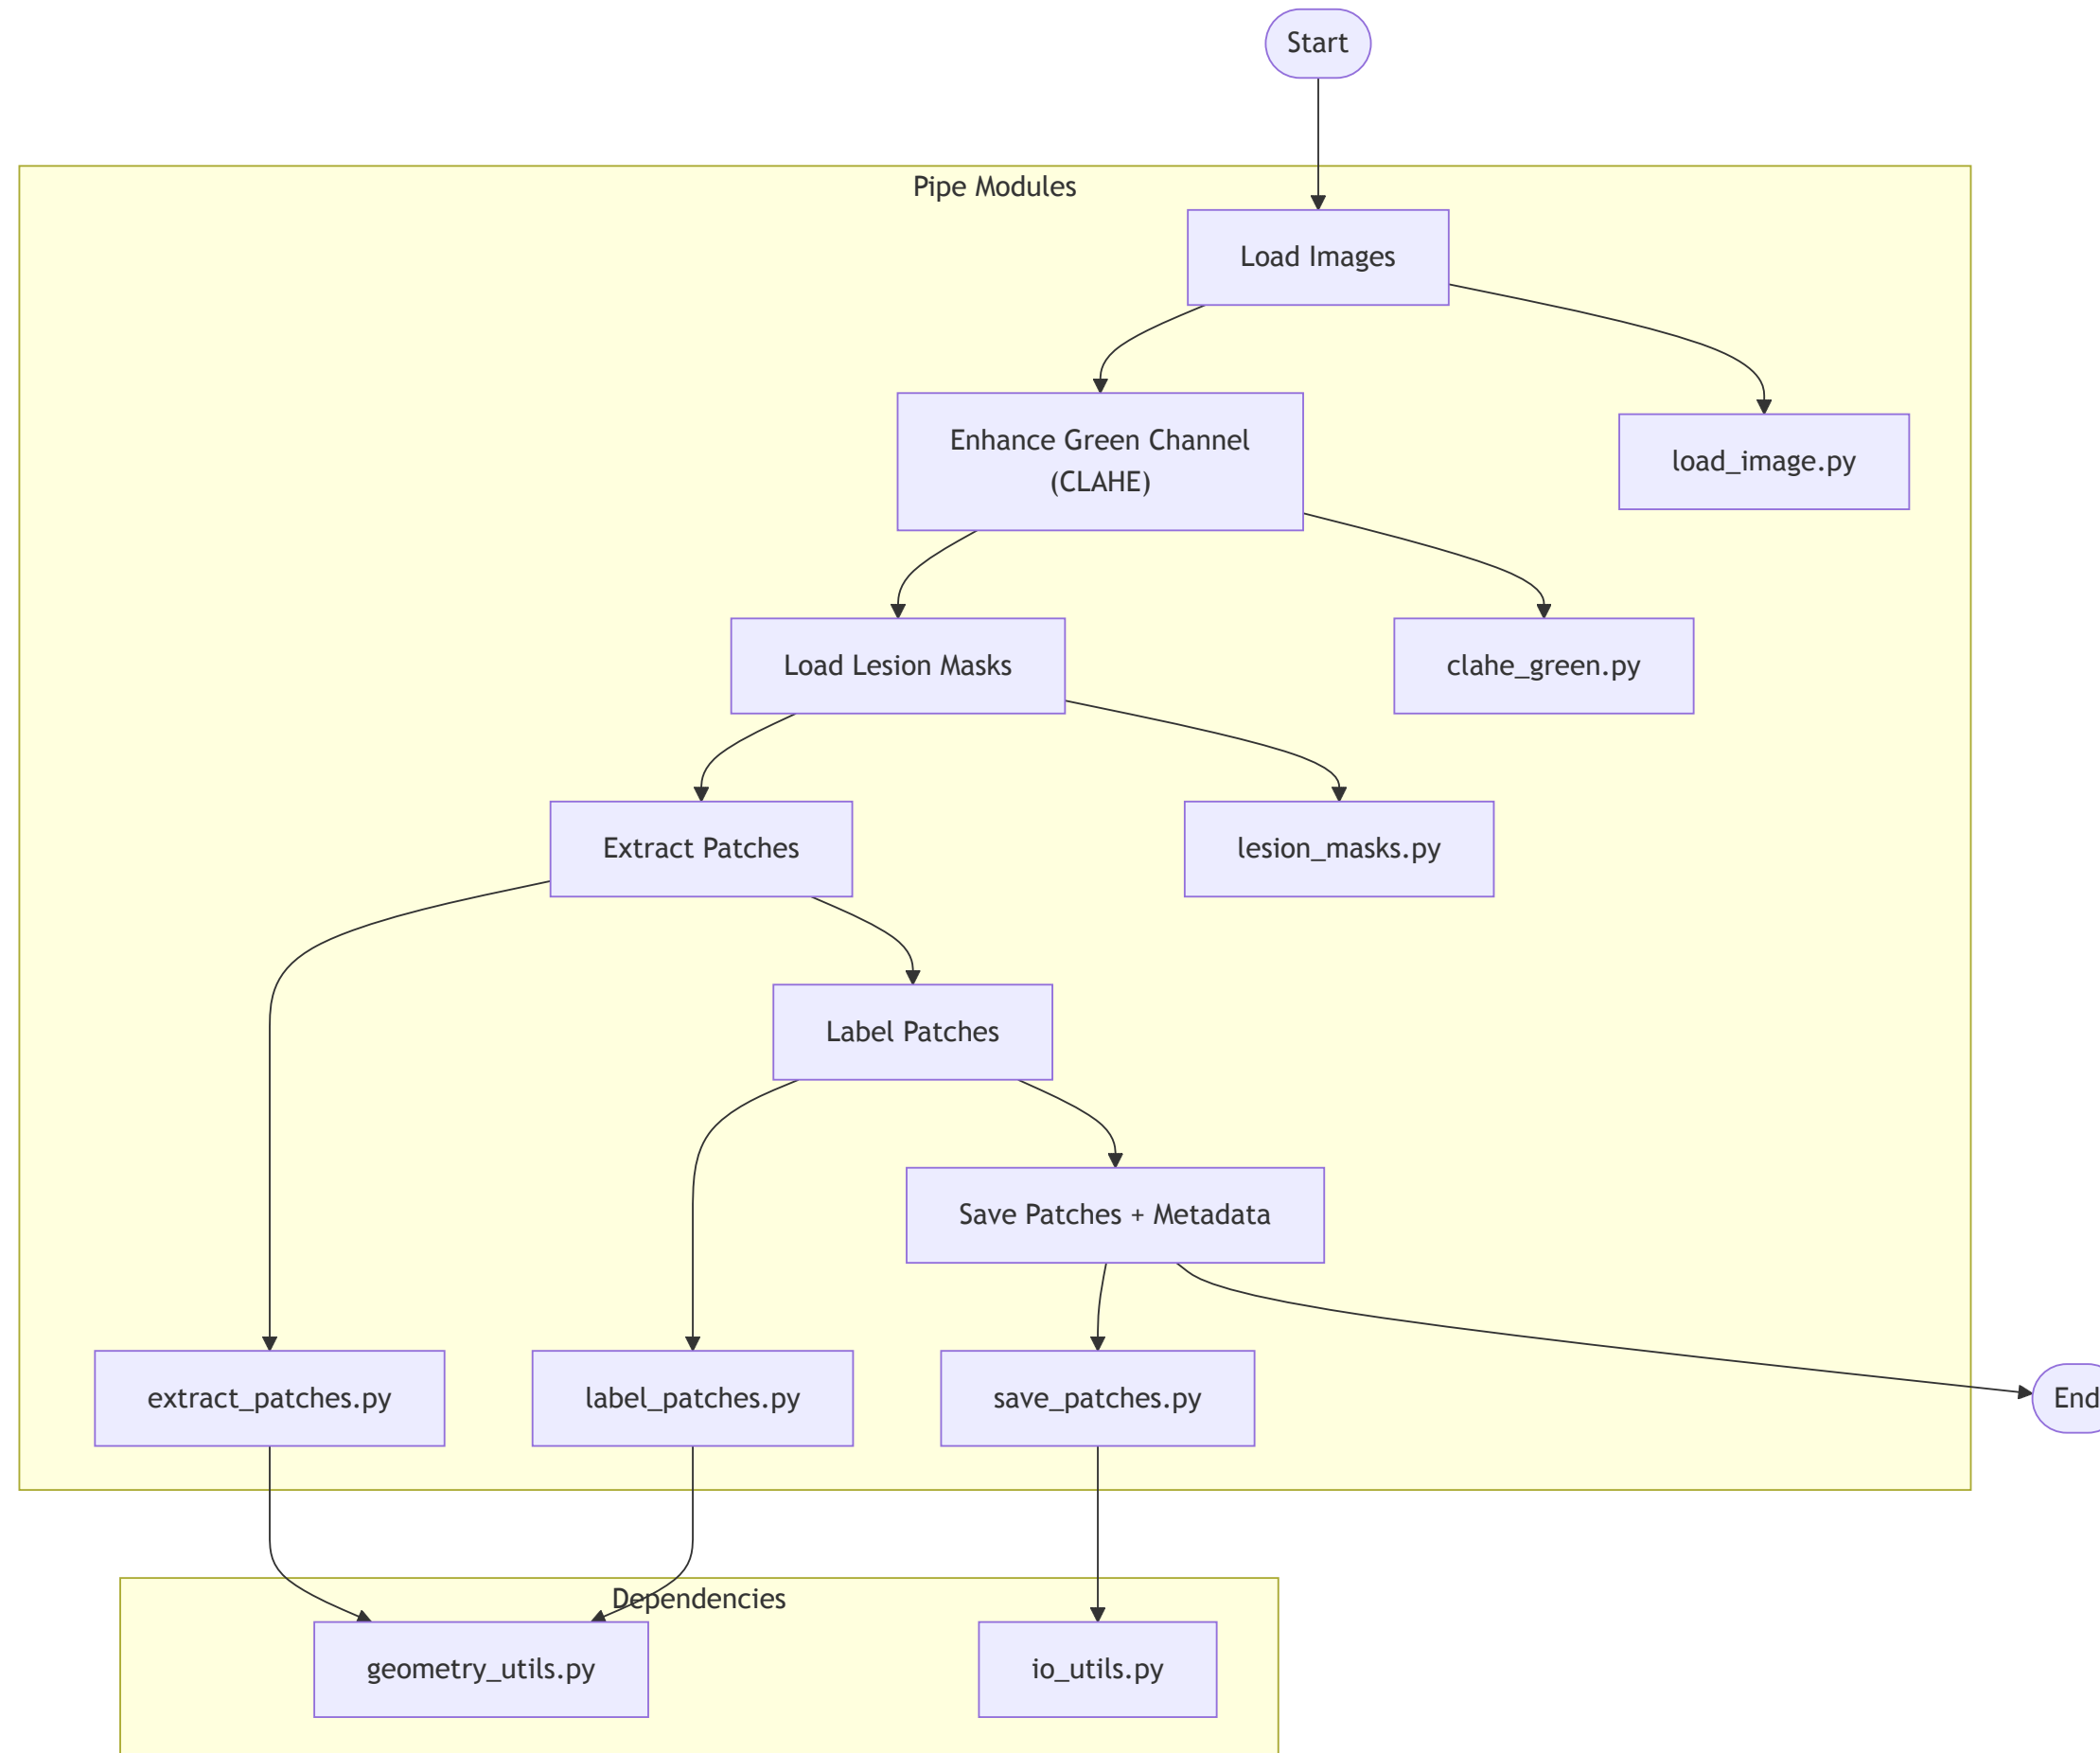 Start
Pipe Modules
Load Images
Enhance Green Channel
(CLAHE)
load_image.py
Load Lesion Masks
clahe_green.py
Extract Patches
lesion_masks.py
Label Patches
Save Patches + Metadata
extract_patches.py
label_patches.py
save_patches.py
End
Dependencies
geometry_utils.py
io_utils.py